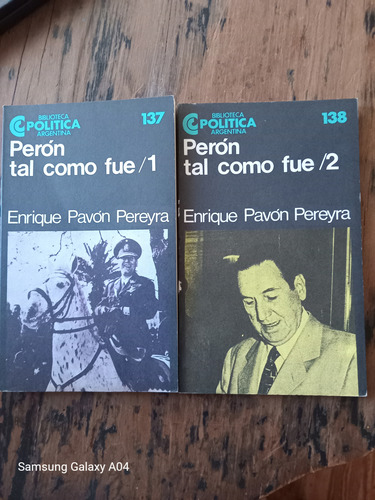 BIBLIOTECA
POLITICA
ARGENTINA
137
Perón
tal como fue/1
Enrique Pavón Pereyra
BIBLIOTECA
POLITICA
ARGENTINA
138
Perón
tal como fue/2
Enrique Pavón Pereyra
Samsung Galaxy A04